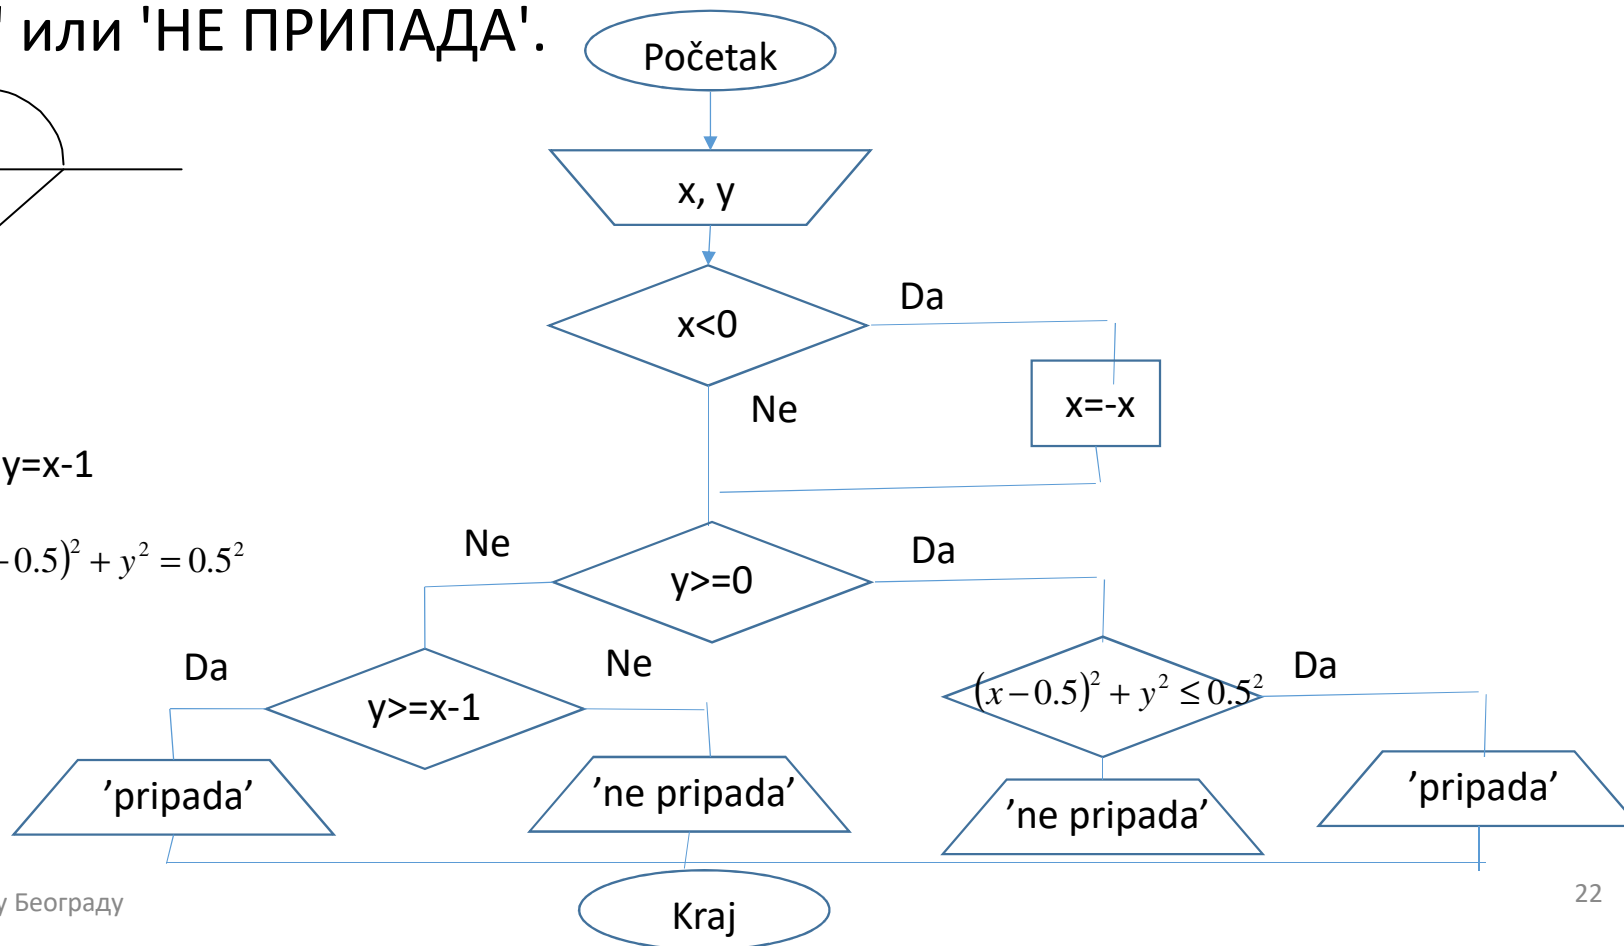 ' или 'НЕ ПРИПАДА'.
Početak
x, y
x<0
Da
Ne
x=-x
y=x-1
-0.5)² + y² = 0.5²
Ne
y>=0
Da
Da
y>=x-1
Ne
(x-0.5)² + y² ≤ 0.5²
Da
’pripada’
’ne pripada’
’ne pripada’
’pripada’
Kraj
у Београду
22